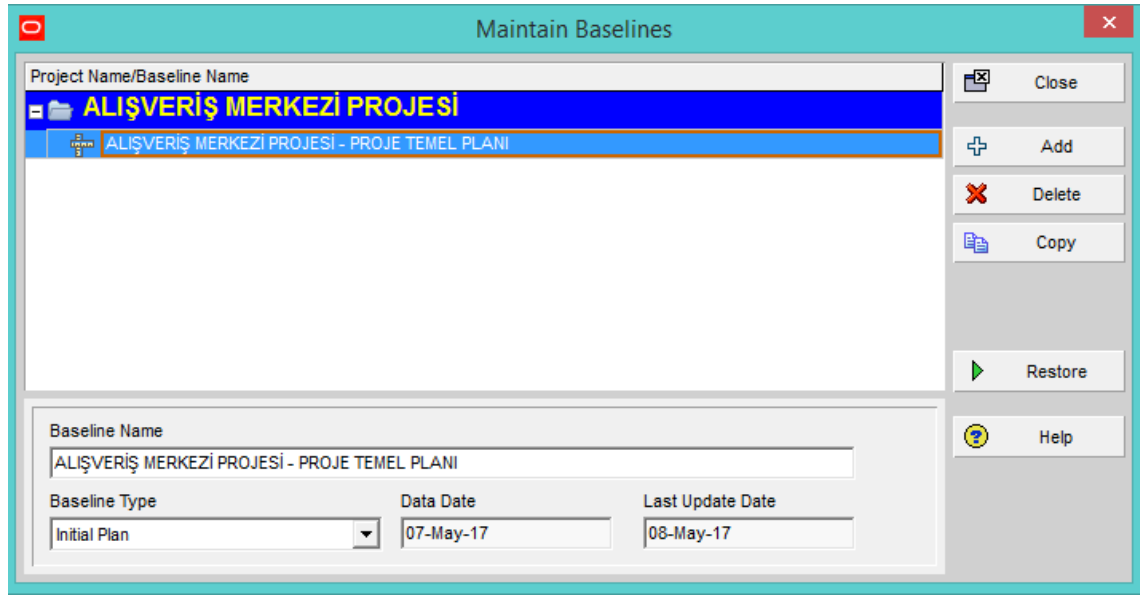 Maintain Baselines
Project Name/Baseline Name
ALIŞVERİŞ MERKEZİ PROJESİ
ALIŞVERİŞ MERKEZİ PROJESİ - PROJE TEMEL PLANI
Close
Add
Delete
Copy
Restore
Help
Baseline Name
ALIŞVERİŞ MERKEZİ PROJESİ - PROJE TEMEL PLANI
Baseline Type Data Date Last Update Date
Initial Plan 07-May-17 08-May-17